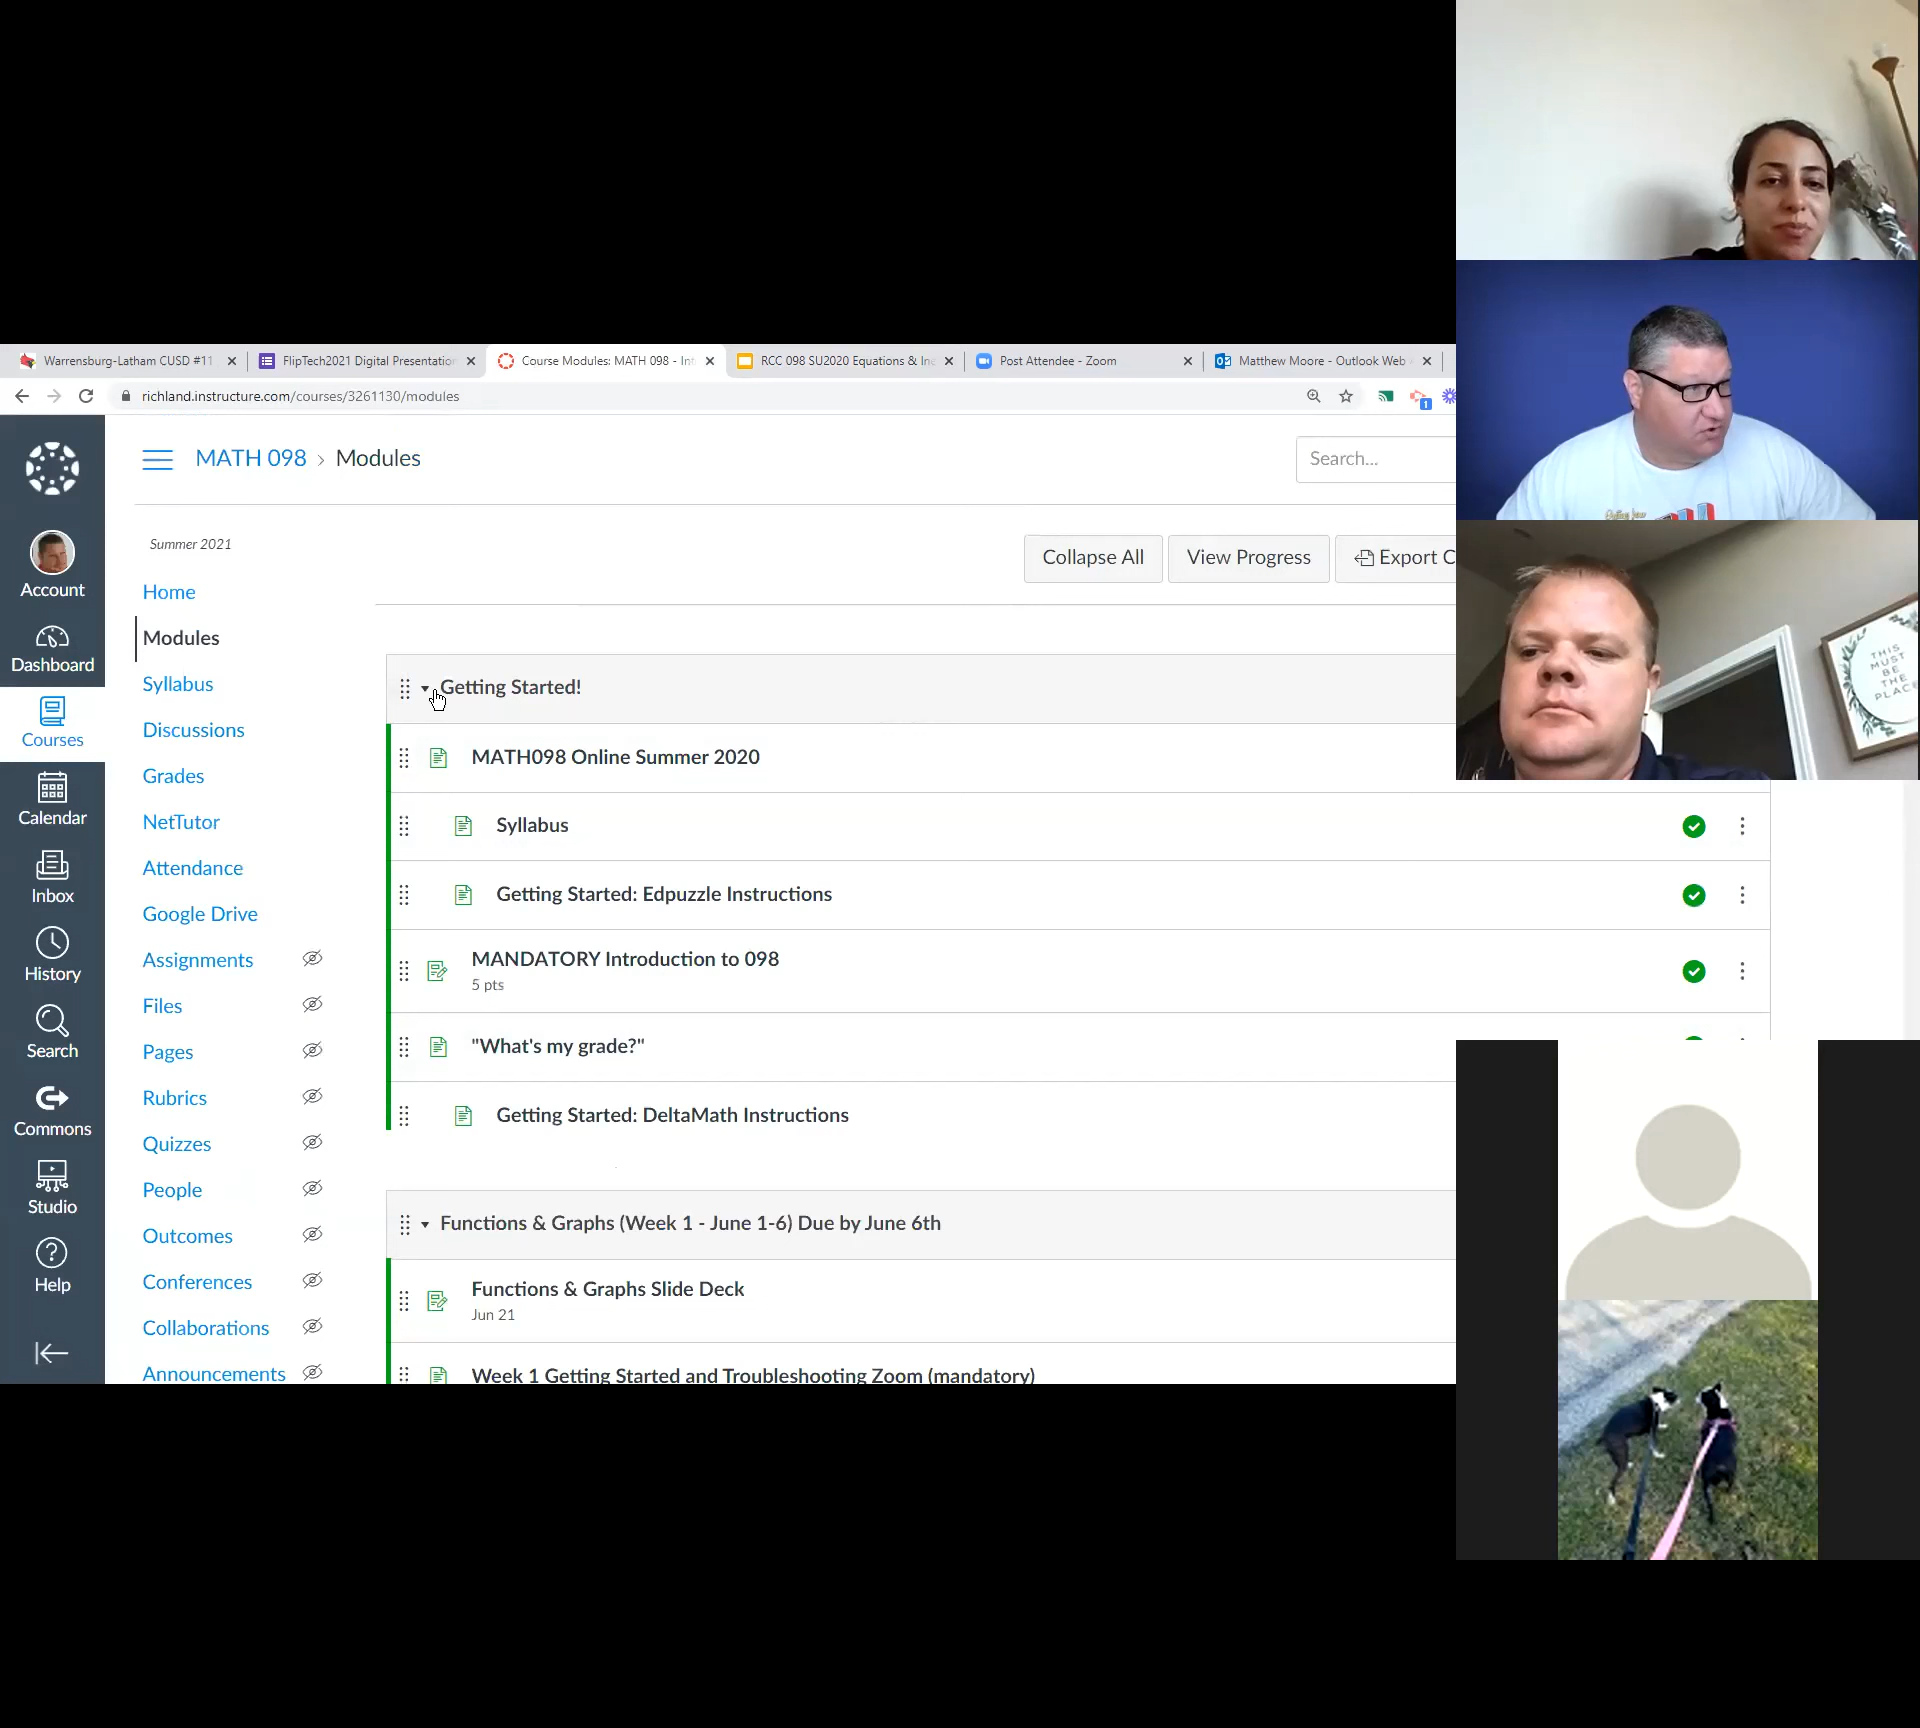 Warrensburg-Latham CUSD #11
FlipTech2021 Digital Presentation
Course Modules: MATH 098 - Int
RCC 098 SU2020 Equations & Ine
Post Attendee - Zoom
Matthew Moore - Outlook Web
richland.instructure.com/courses/3261130/modules
1
MATH 098 › Modules
Search...
Summer 2021
Collapse All
View Progress
Export C
Account
Dashboard
Courses
Calendar
Inbox
History
Search
Commons
Studio
Help
Home
Modules
Syllabus
Discussions
Grades
NetTutor
Attendance
Google Drive
Assignments
Files
Pages
Rubrics
Quizzes
People
Outcomes
Conferences
Collaborations
Announcements
Getting Started!
MATH098 Online Summer 2020
Syllabus
Getting Started: Edpuzzle Instructions
MANDATORY Introduction to 098
5 pts
"What's my grade?"
Getting Started: DeltaMath Instructions
Functions & Graphs (Week 1 - June 1-6) Due by June 6th
Functions & Graphs Slide Deck
Jun 21
Week 1 Getting Started and Troubleshooting Zoom (mandatory)
THIS
MUST
BE THE
PLACE